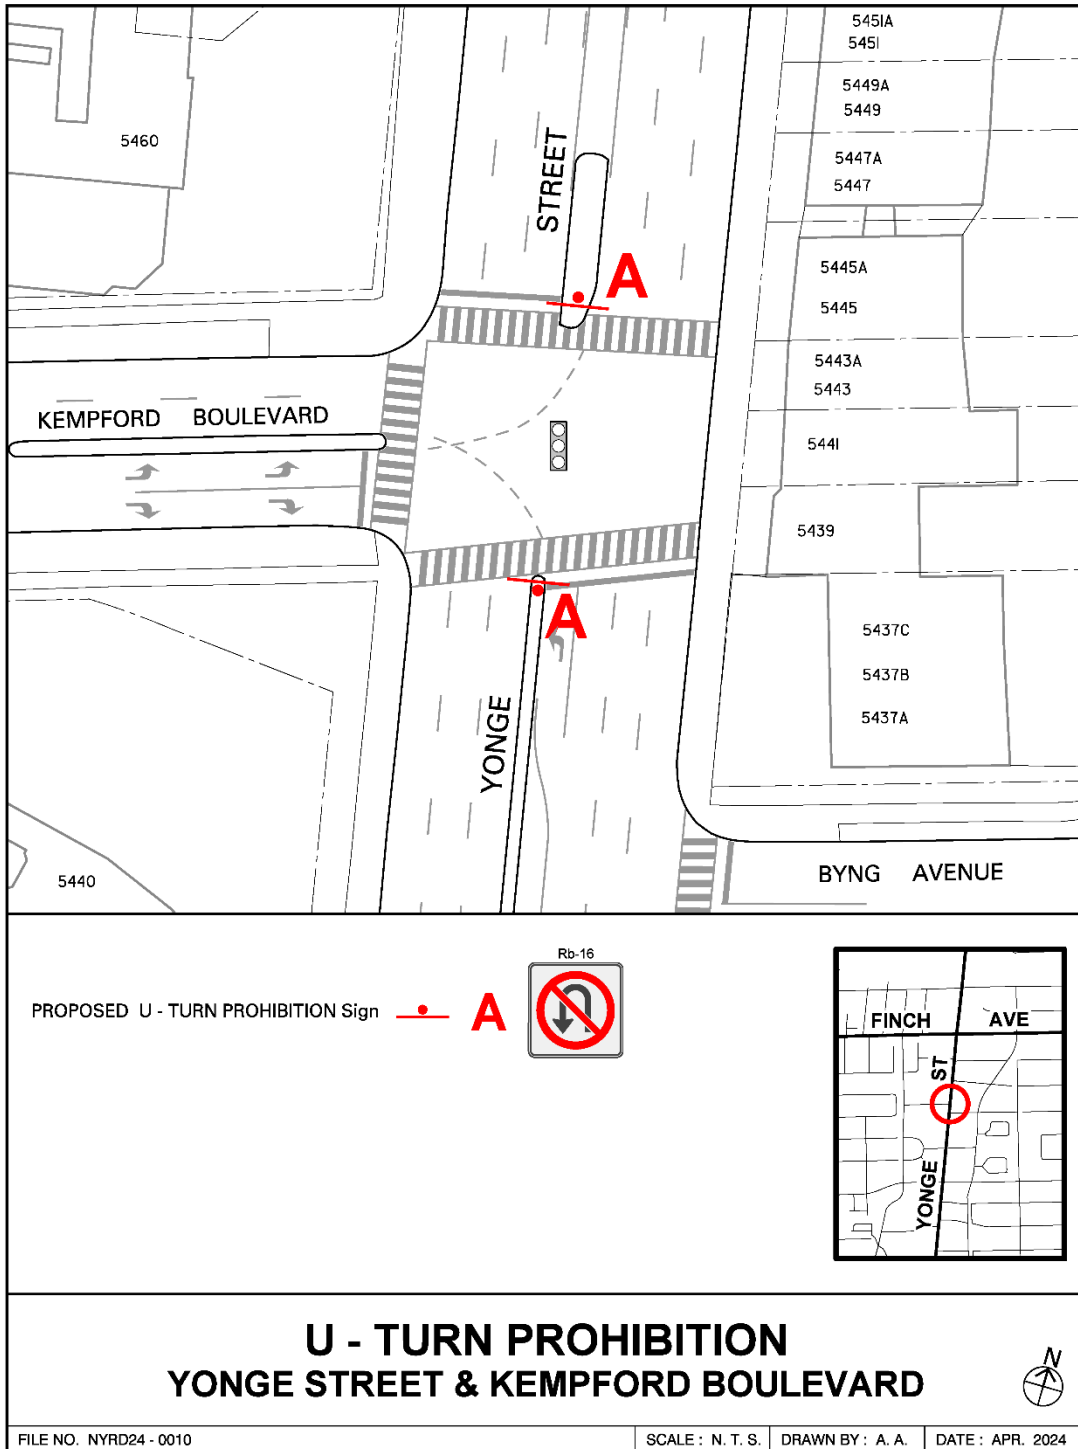 5451A
5451
5449A
5449
5460
5447A
5447
STREET
5445A
A
5445
5443A
5443
KEMPFORD BOULEVARD
5441
5439
A
5437C
5437B
YONGE
5437A
5440
BYNG AVENUE
Rb-16
PROPOSED U - TURN PROHIBITION Sign
A
FINCH AVE
YONGE ST
U - TURN PROHIBITION
YONGE STREET & KEMPFORD BOULEVARD
N
FILE NO. NYRD24 - 0010
SCALE : N. T. S.
DRAWN BY : A. A.
DATE : APR. 2024